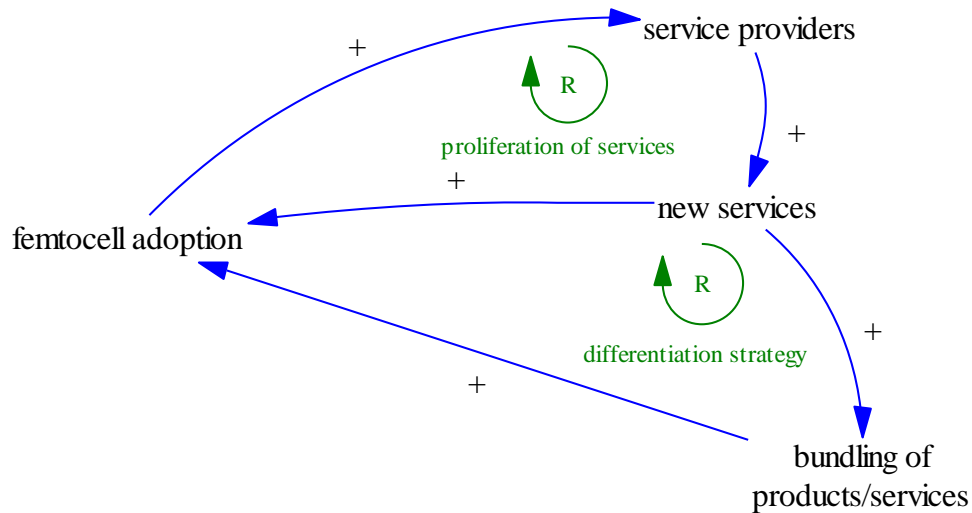 service providers
+
R
+
proliferation of services
+
new services
femtocell adoption
R
+
differentiation strategy
+
bundling of
products/services